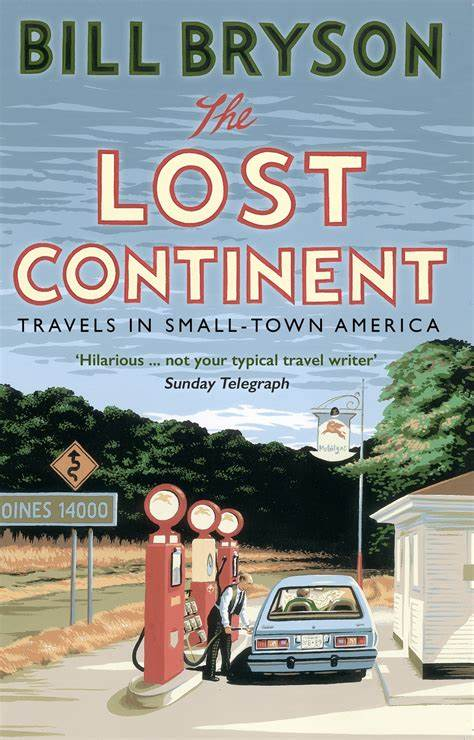 BILL BRYSON
The
LOST
CONTINENT
TRAVELS IN SMALL-TOWN AMERICA
'Hilarious ... not your typical travel writer'
Sunday Telegraph
Mobilgas
OINES 14000